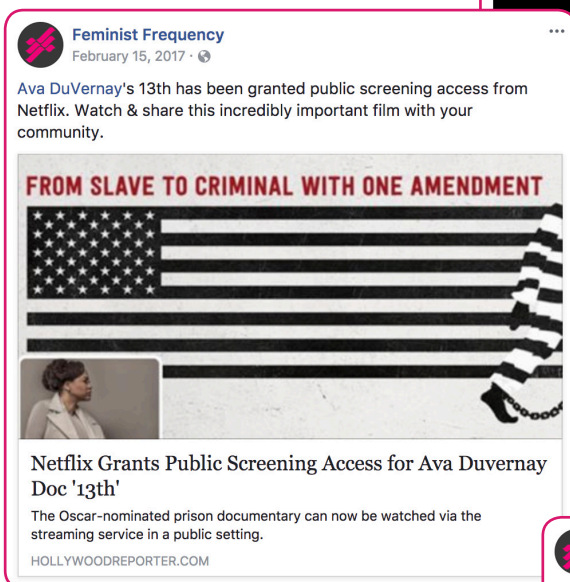 Feminist Frequency
February 15, 2017 ·
Ava DuVernay's 13th has been granted public screening access from
Netflix. Watch & share this incredibly important film with your
community.
FROM SLAVE TO CRIMINAL WITH ONE AMENDMENT
Netflix Grants Public Screening Access for Ava Duvernay
Doc '13th'
The Oscar-nominated prison documentary can now be watched via the
streaming service in a public setting.
HOLLYWOODREPORTER.COM